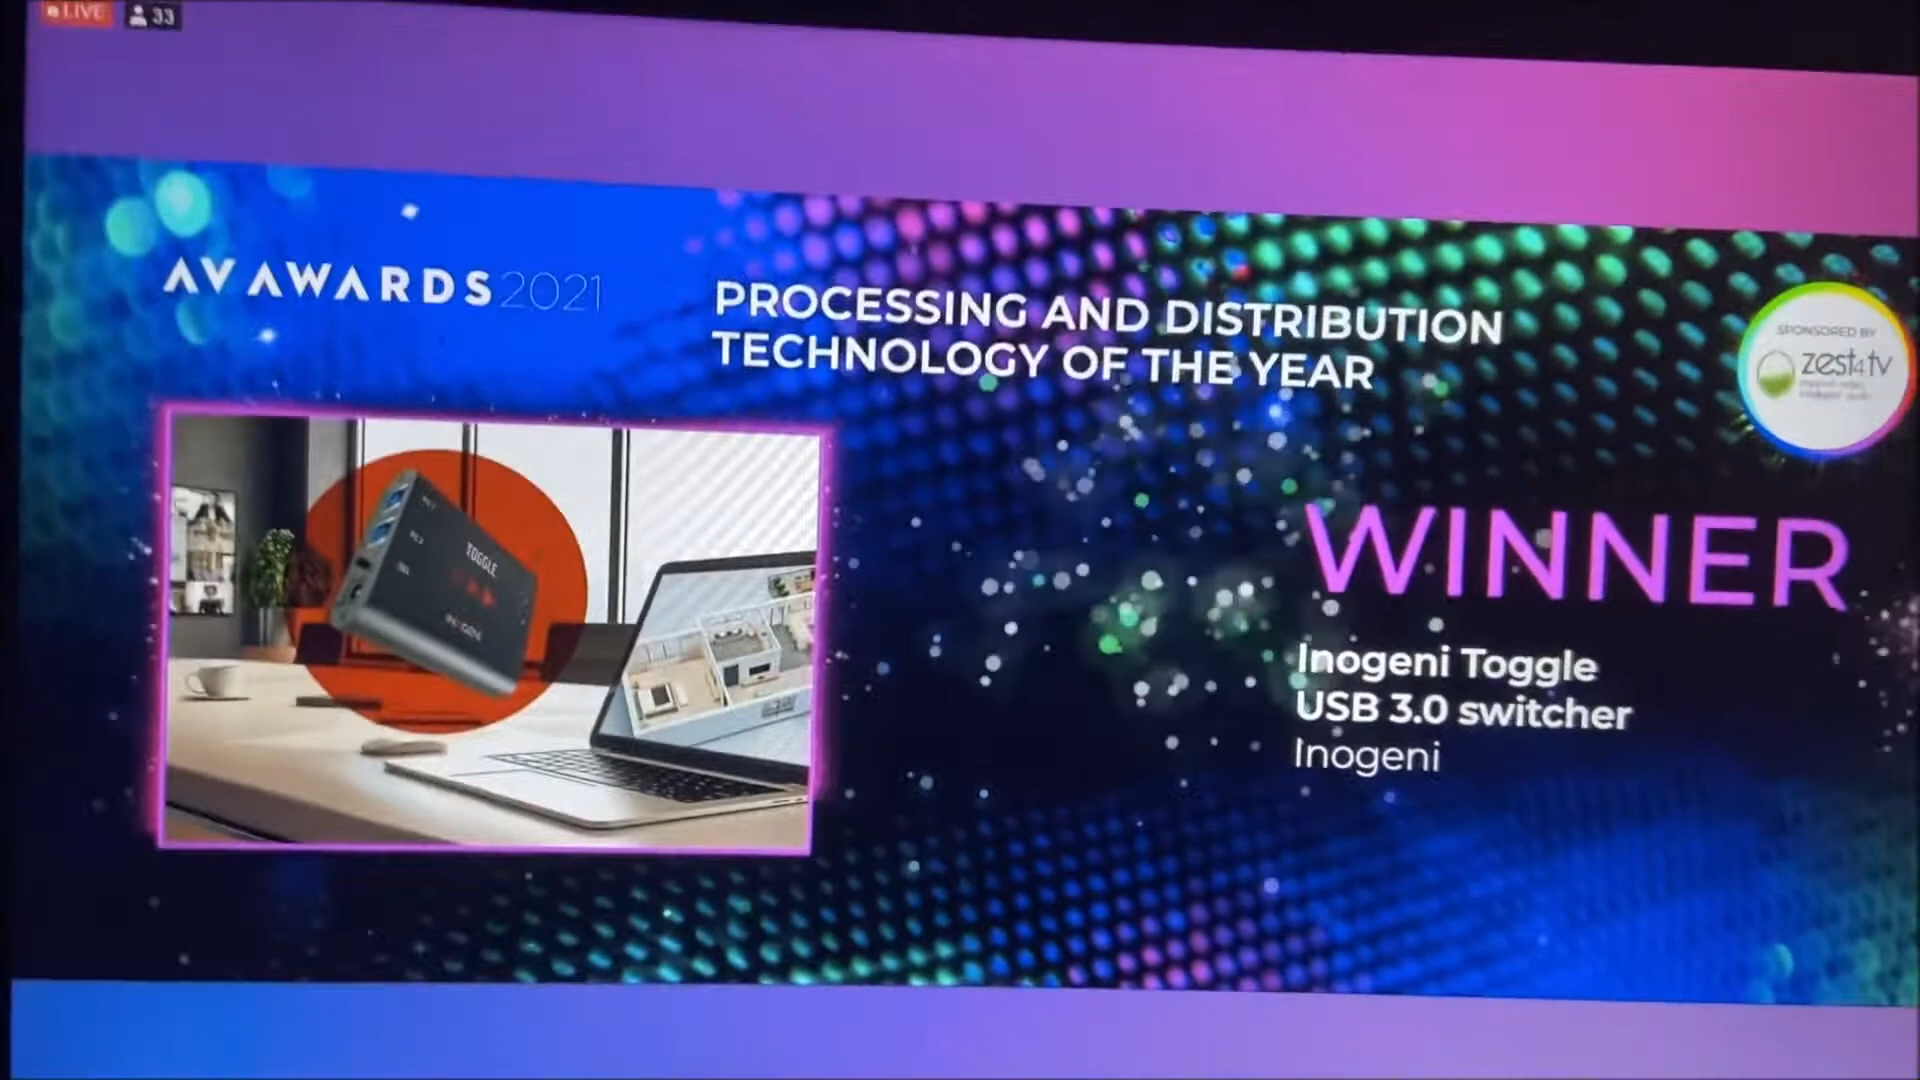 LIVE
33
AV AWARDS 2021
PROCESSING AND DISTRIBUTION
TECHNOLOGY OF THE YEAR
SPONSORED BY
zest4tv
WINNER
Inogeni Toggle
USB 3.0 switcher
Inogeni
TOGGLE
INOGENI